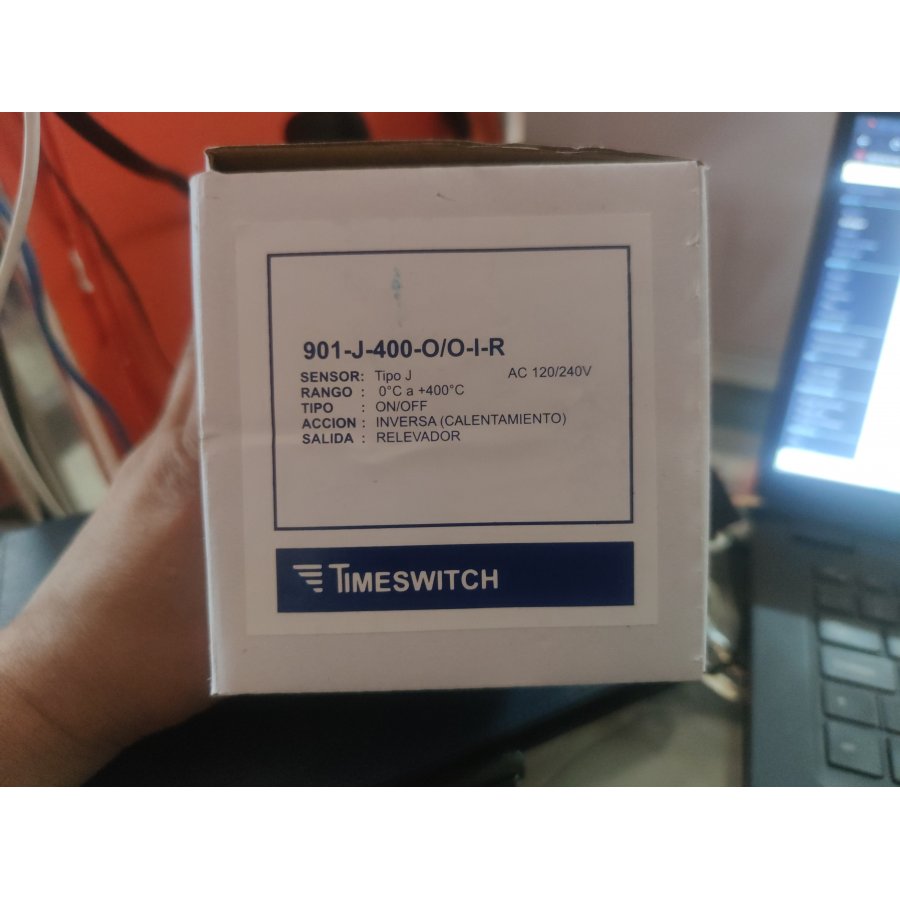 901-J-400-O/O-I-R
SENSOR: Tipo J AC 120/240V
RANGO : 0°C a +400°C
TIPO : ON/OFF
ACCION : INVERSA (CALENTAMIENTO)
SALIDA : RELEVADOR
TIMESWITCH